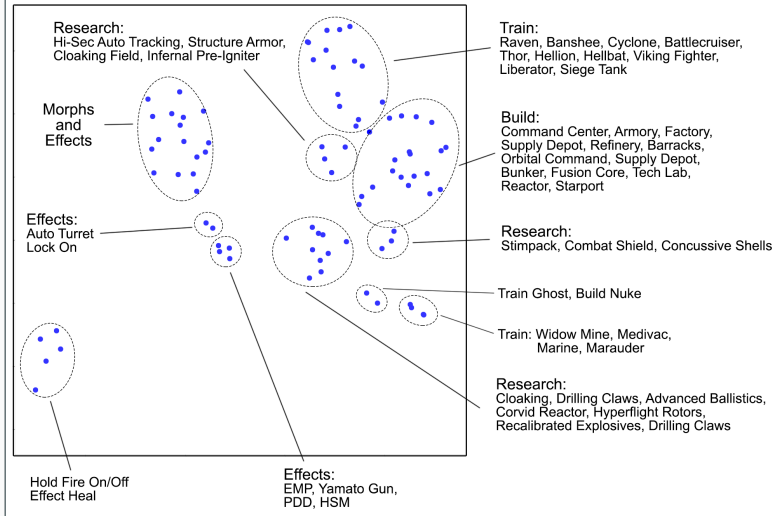 Research:
Hi-Sec Auto Tracking, Structure Armor,
Cloaking Field, Infernal Pre-Igniter
Train:
Raven, Banshee, Cyclone, Battlecruiser,
Thor, Hellion, Hellbat, Viking Fighter,
Liberator, Siege Tank
Morphs
and
Effects
Build:
Command Center, Armory, Factory,
Supply Depot, Refinery, Barracks,
Orbital Command, Supply Depot,
Bunker, Fusion Core, Tech Lab,
Reactor, Starport
Effects:
Auto Turret
Lock On
Research:
Stimpack, Combat Shield, Concussive Shells
Train Ghost, Build Nuke
Train: Widow Mine, Medivac,
Marine, Marauder
Research:
Cloaking, Drilling Claws, Advanced Ballistics,
Corvid Reactor, Hyperflight Rotors,
Recalibrated Explosives, Drilling Claws
Hold Fire On/Off
Effect Heal
Effects:
EMP, Yamato Gun,
PDD, HSM